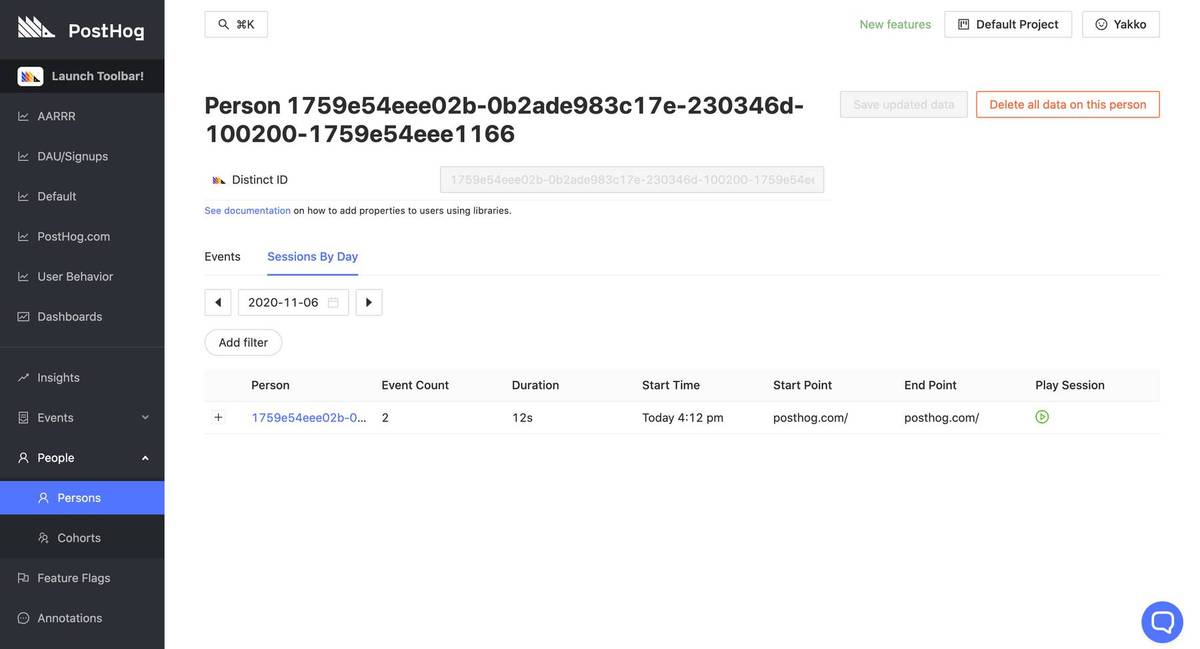 PostHog
Launch Toolbar!
AARRR
DAU/Signups
Default
PostHog.com
User Behavior
Dashboards
Insights
Events
People
Persons
Cohorts
Feature Flags
Annotations
⌘K
New features
Default Project
Yakko
Person 1759e54eee02b-0b2ade983c17e-230346d-
100200-1759e54eee1166
Save updated data
Delete all data on this person
Distinct ID
1759e54eee02b-0b2ade983c17e-230346d-100200-1759e54ee
See documentation on how to add properties to users using libraries.
Events Sessions By Day
2020-11-06
Add filter
Person Event Count Duration Start Time Start Point End Point Play Session
1759e54eee02b-0... 2 12s Today 4:12 pm posthog.com/ posthog.com/